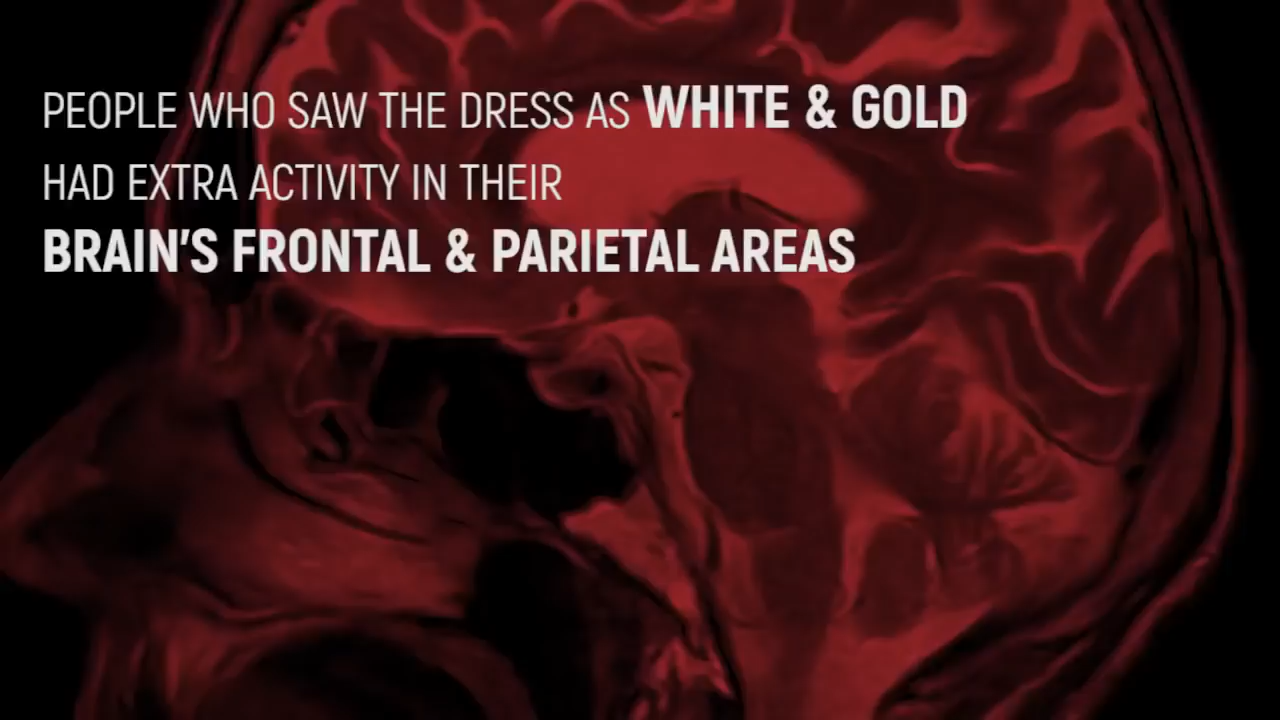 PEOPLE WHO SAW THE DRESS AS WHITE & GOLD
HAD EXTRA ACTIVITY IN THEIR
BRAIN'S FRONTAL & PARIETAL AREAS